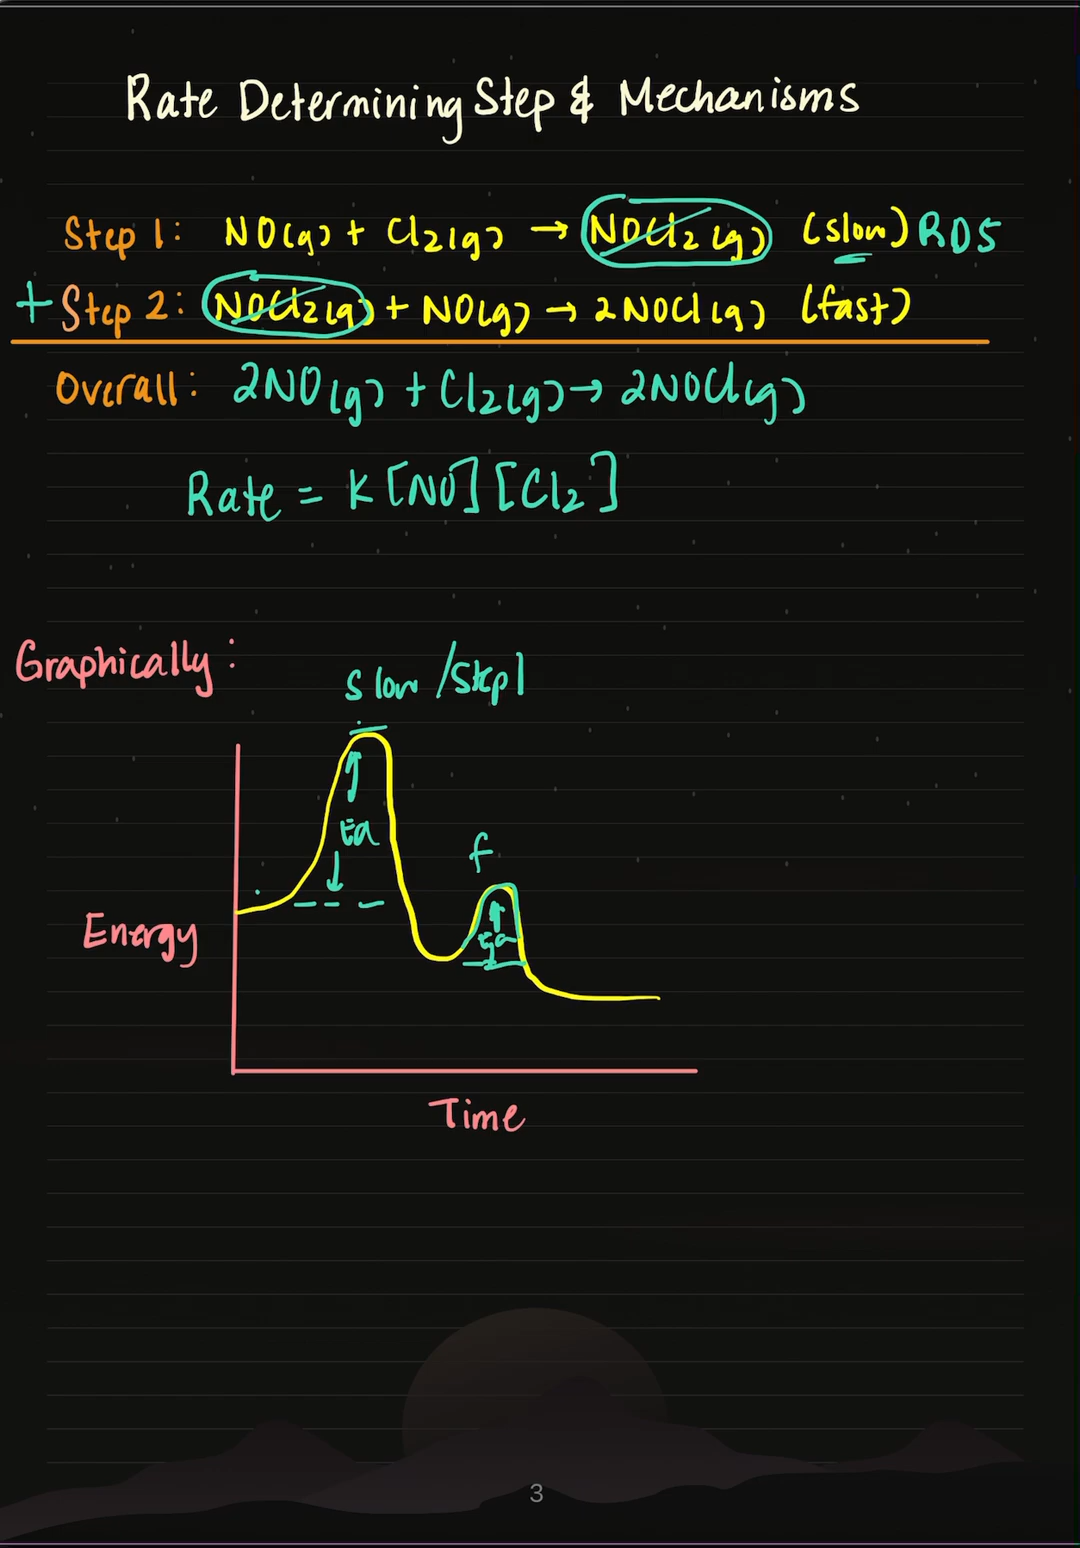 Rate Determining Step & Mechanisms
Step 1: NO(g) + Cl2(g) → NOCl2(g) (slow) RDS
+ Step 2: NOCl2(g) + NO(g) → 2NOCl(g) (fast)
Overall: 2NO(g) + Cl2(g) → 2NOCl(g)
Rate = K[NO][Cl2]
Graphically:
slow/Step1
Ea
f
Ea
Energy
Time
3